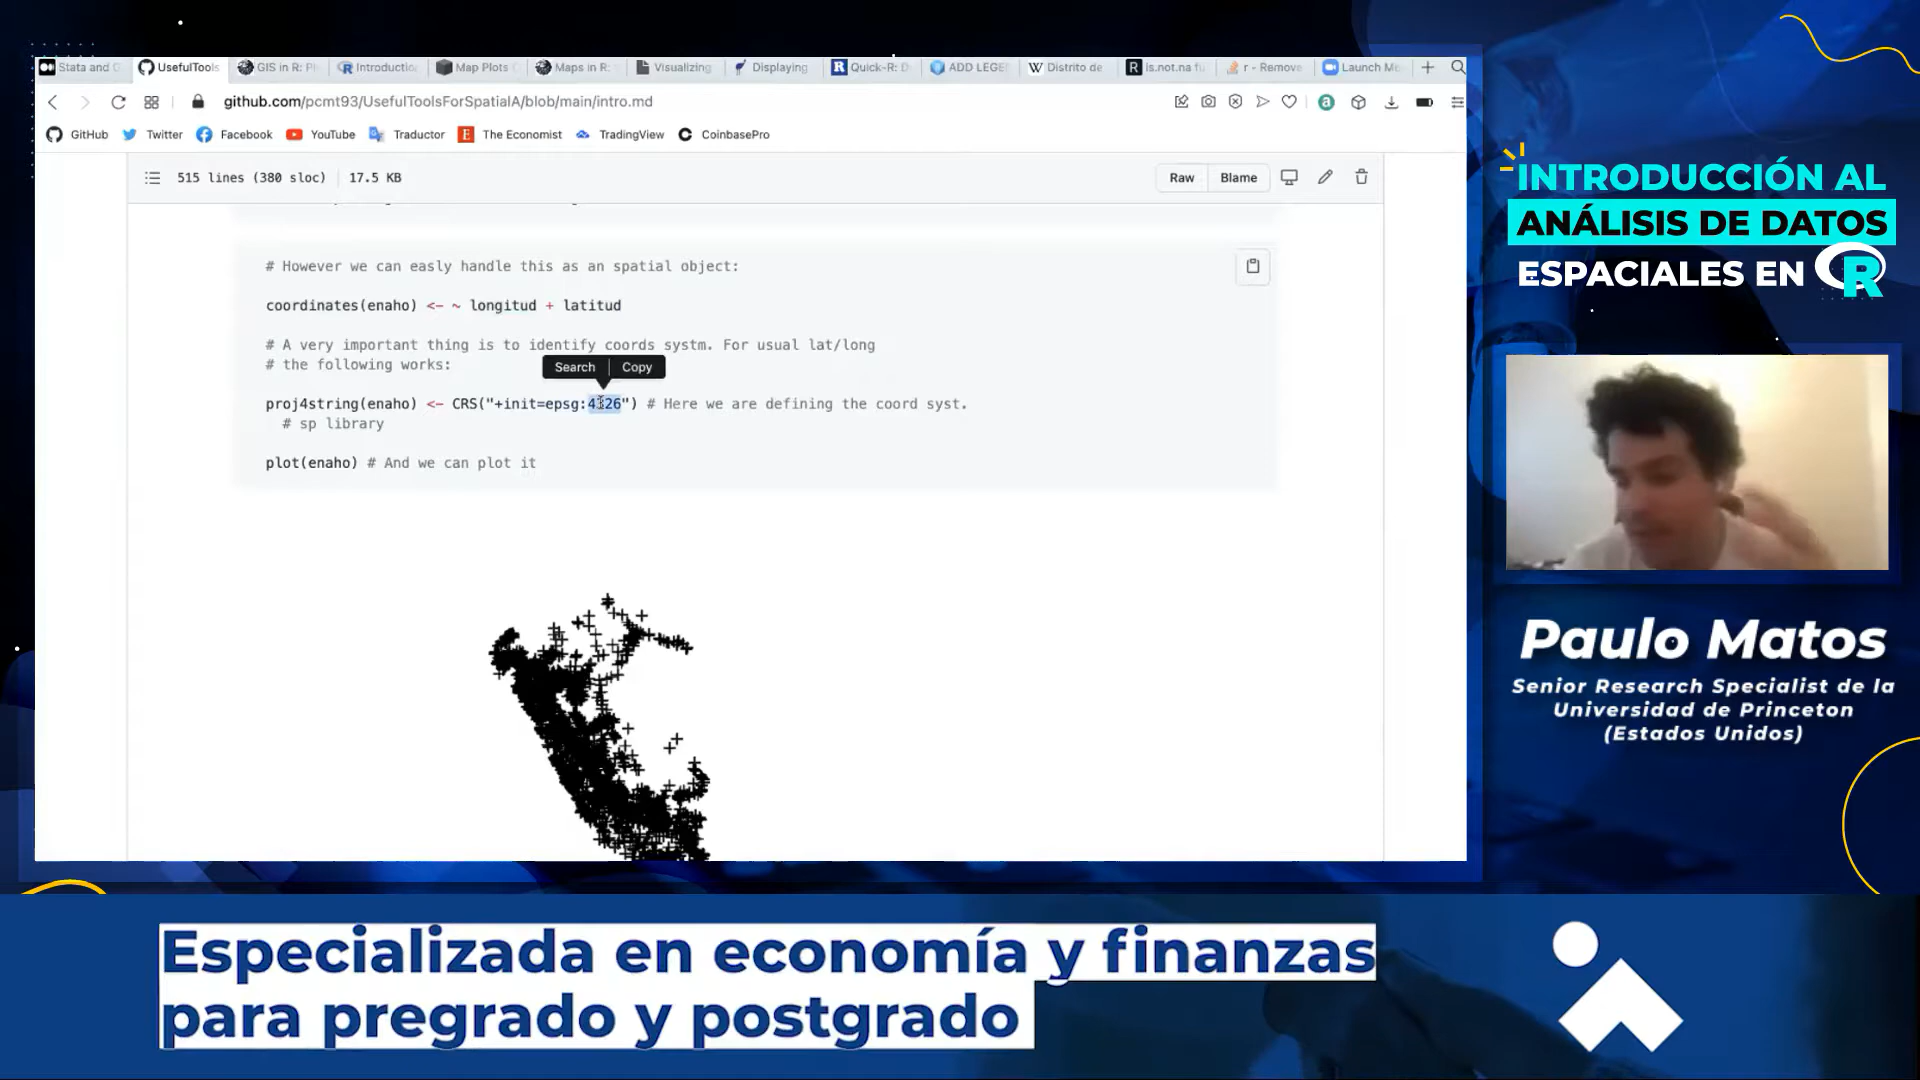 Stata and G
UsefulTools
GIS in R: Pl
Introductio
Map Plots C
Maps in R:
Visualizing
Displaying
Quick-R: D
ADD LEGE
Distrito de
is.not.na fu
r - Remove
Launch Me
github.com/pcmt93/UsefulToolsForSpatialA/blob/main/intro.md
GitHub
Twitter
Facebook
YouTube
Traductor
The Economist
TradingView
CoinbasePro
515 lines (380 sloc)
17.5 KB
Raw
Blame
# However we can easly handle this as an spatial object:
coordinates(enaho) <- ~ longitud + latitud
# A very important thing is to identify coords systm. For usual lat/long
# the following works:
Search
Copy
proj4string(enaho) <- CRS("+init=epsg:4326") # Here we are defining the coord syst.
# sp library
plot(enaho) # And we can plot it
INTRODUCCIÓN AL
ANÁLISIS DE DATOS
ESPACIALES EN R
Paulo Matos
Senior Research Specialist de la
Universidad de Princeton
(Estados Unidos)
Especializada en economía y finanzas
para pregrado y postgrado